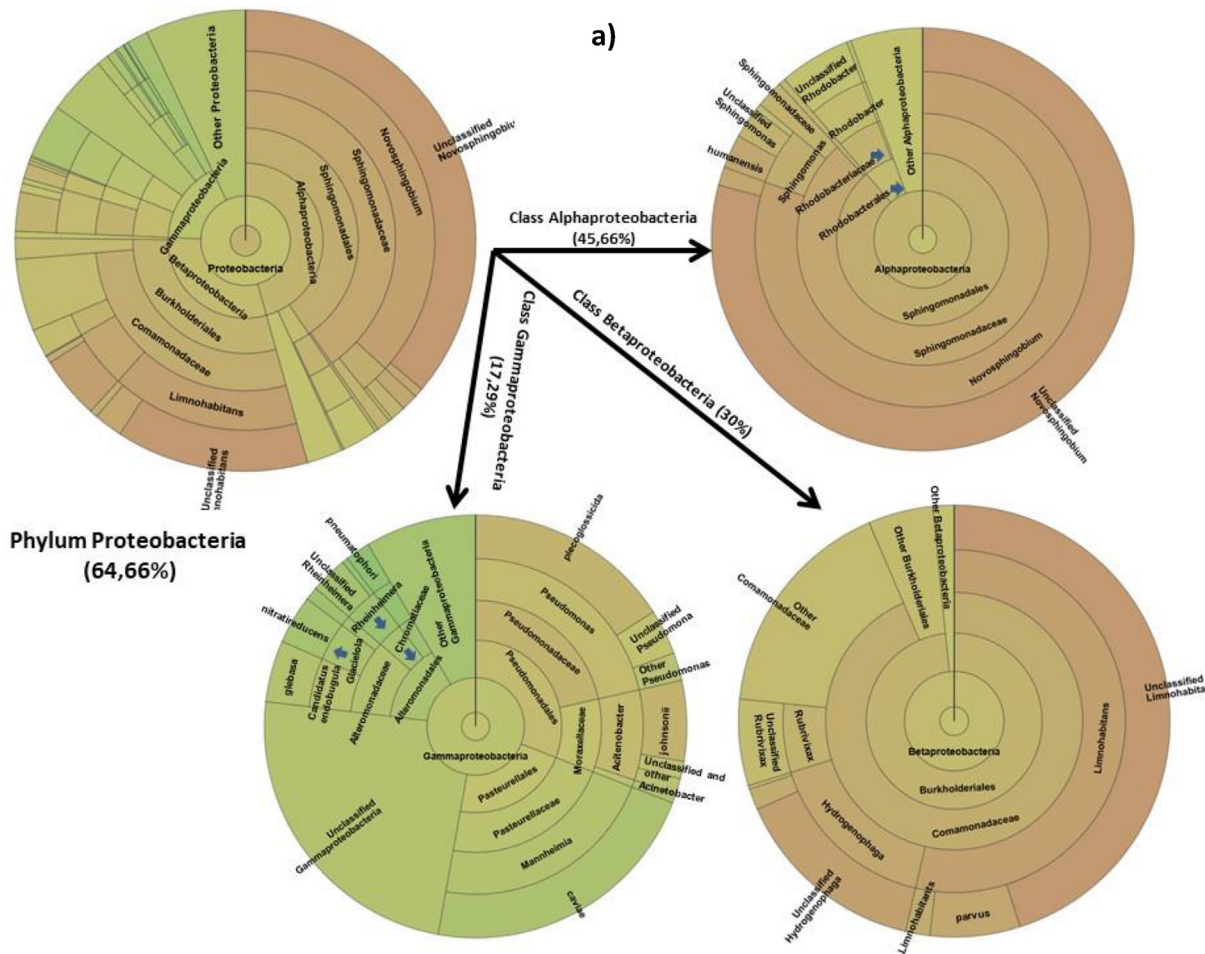 a)
Other Proteobacteria
Unclassified
Novosphingobiu
Novosphingobium
Sphingomonadaceae
Sphingomonadales
Alphaproteobacteria
Proteobacteria
Gammaproteobacteria
Betaproteobacteria
Burkholderiales
Comamonadaceae
Limnohabitans
Unclassified
nnohabitans
Phylum Proteobacteria
(64,66%)
Class Alphaproteobacteria
(45,66%)
Class Betaproteobacteria (30%)
Class Gammaproteobacteria
(17,29%)
Sphingomonadaceae
Unclassified
Rhodobacter
Unclassified
Sphingomonas
humanensis
Sphingomonas
Rhodobacter
Rhodobacteriaceae
Rhodobacterales
Other Alphaproteobacteria
Alphaproteobacteria
Sphingomonadales
Sphingomonadaceae
Novosphingobium
Unclassified
Novosphingobium
pneumatophori
Unclassified
Rheinheimera
nitratireducens
glebasa
Candidatus
endobugula
Glacielola
Rheinheimera
Chromatiaceae
Other
Gammaproteobacteria
Alteromonadaceae
Alteromonadales
plecoglossicida
Pseudomonas
Pseudomonadaceae
Pseudomonadales
Unclassified
Pseudomona
Other
Pseudomonas
Gammaproteobacteria
Moraxellaceae
Acitenobacter
johnsonii
Unclassified and
other
Acinetobacter
Pasteurellales
Pasteurellaceae
Mannheimia
caviae
Unclassified
Gammaproteobacteria
Other Betaproteobacteria
Other Burkholderiales
Other
Comamonadaceae
Unclassified
Rubrivixax
Rubrivixax
Hydrogenophaga
Unclassified
Hydrogenophaga
Betaproteobacteria
Burkholderiales
Comamonadaceae
Limnohabitans
Unclassified
Limnohabita
Limnohabitants
parvus